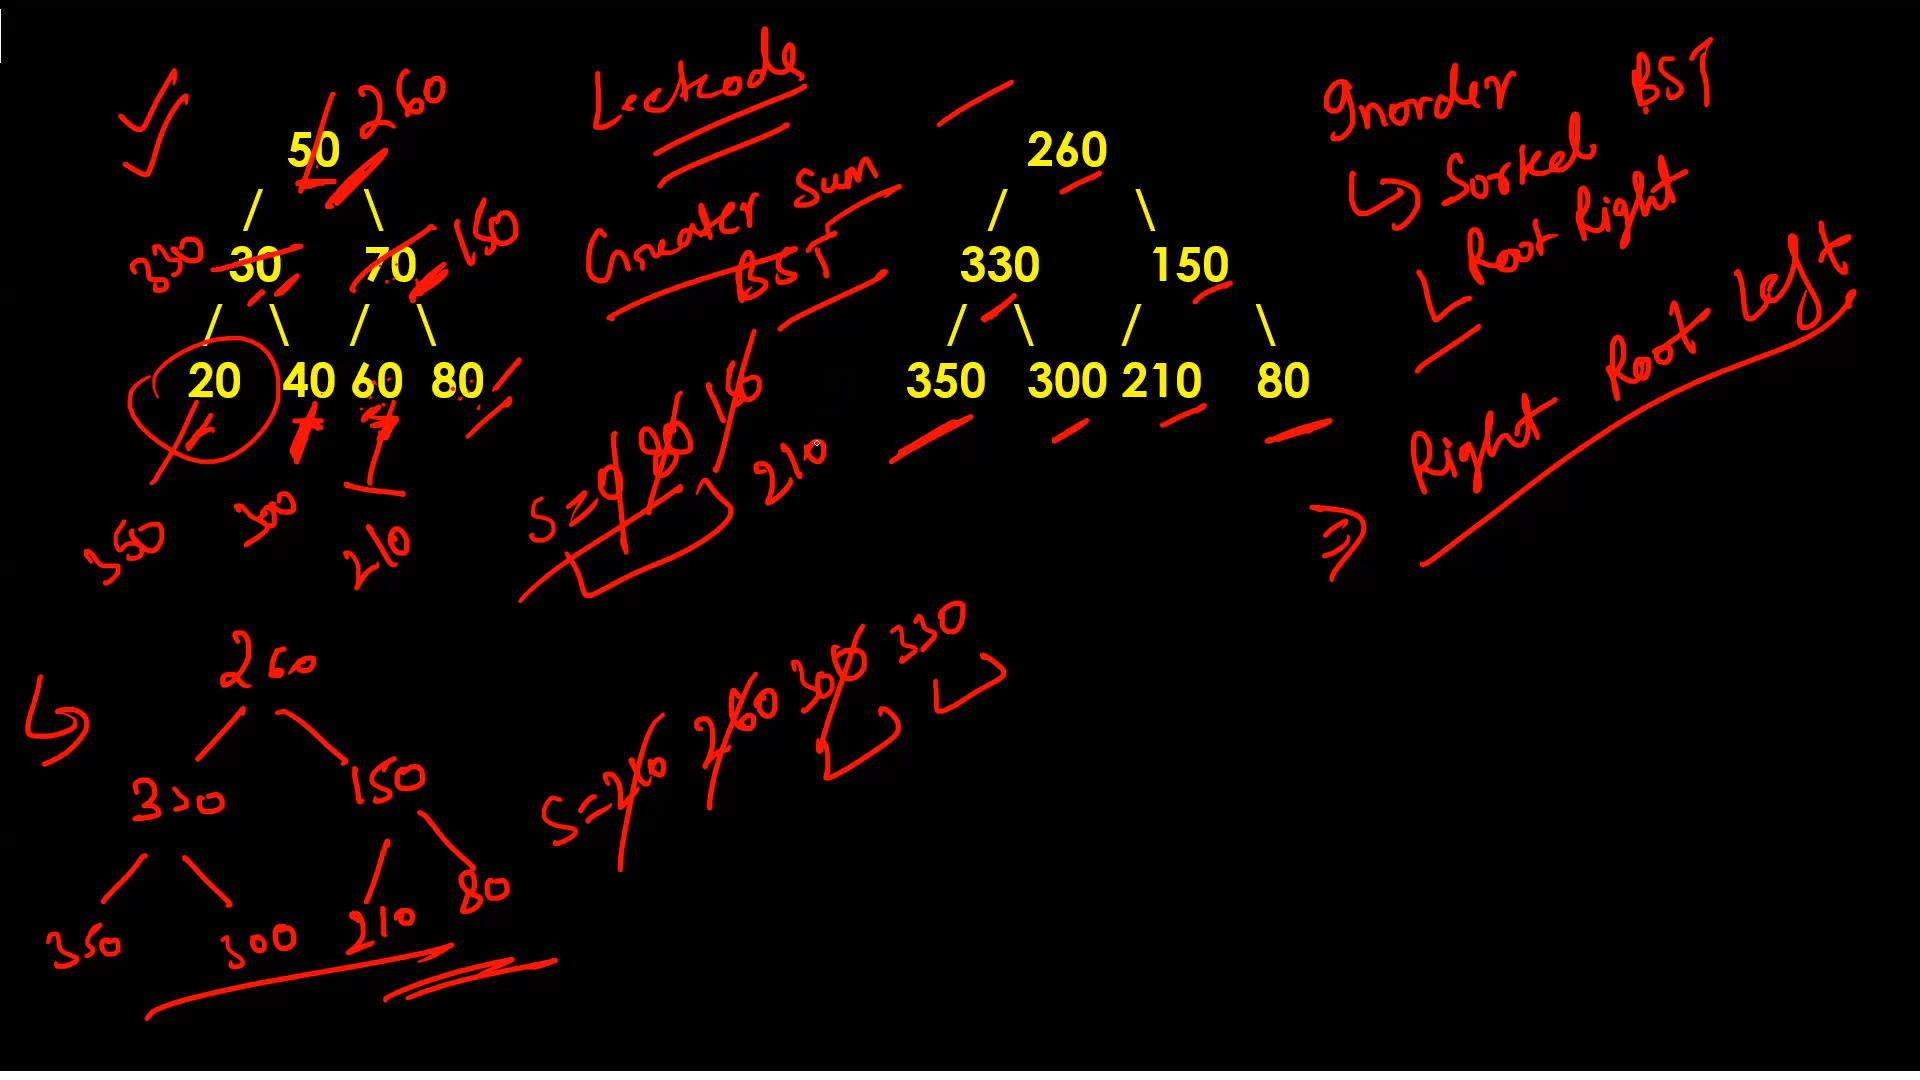 260
Leetcode
50
330 30 70 150
20 40 60 80
350 300 210
Greater Sum
BST
S=0 80 150 210
260
330 150
350 300 210 80
Inorder BST
Sorted
Root Right
Right Root Left
260
330 150
350 300 210 80
S=210 260 300 330